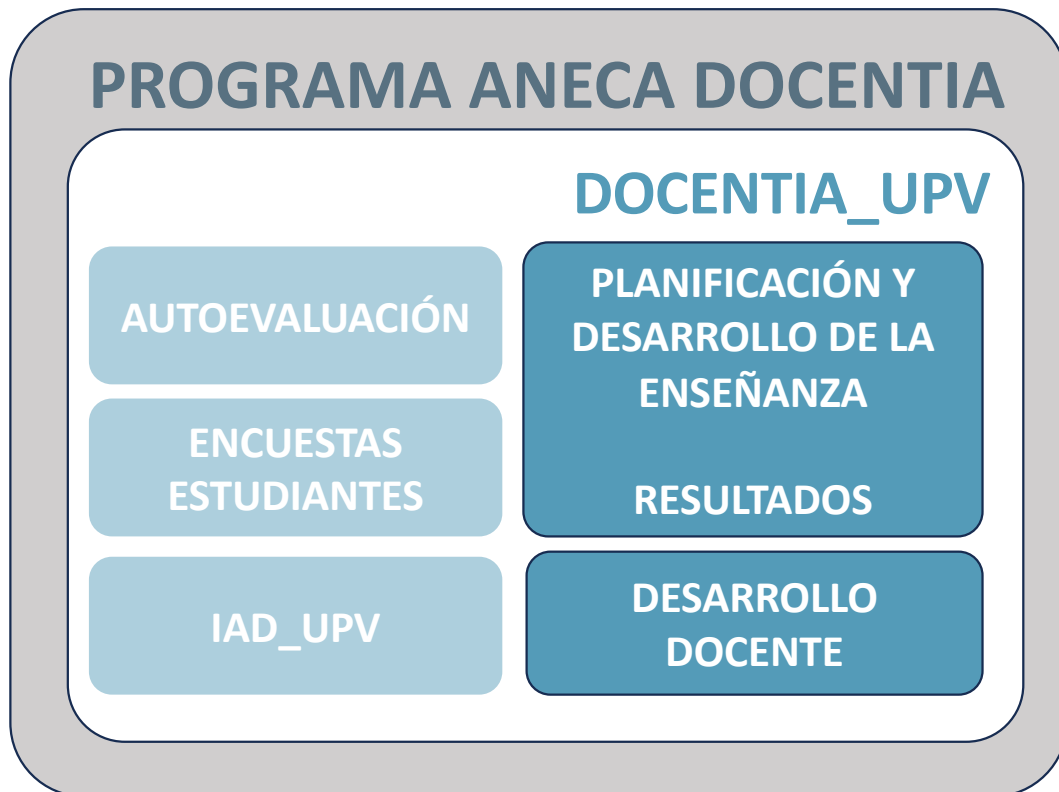 PROGRAMA ANECA DOCENTIA
DOCENTIA_UPV
AUTOEVALUACIÓN
ENCUESTAS
ESTUDIANTES
IAD_UPV
PLANIFICACIÓN Y
DESARROLLO DE LA
ENSEÑANZA
RESULTADOS
DESARROLLO
DOCENTE